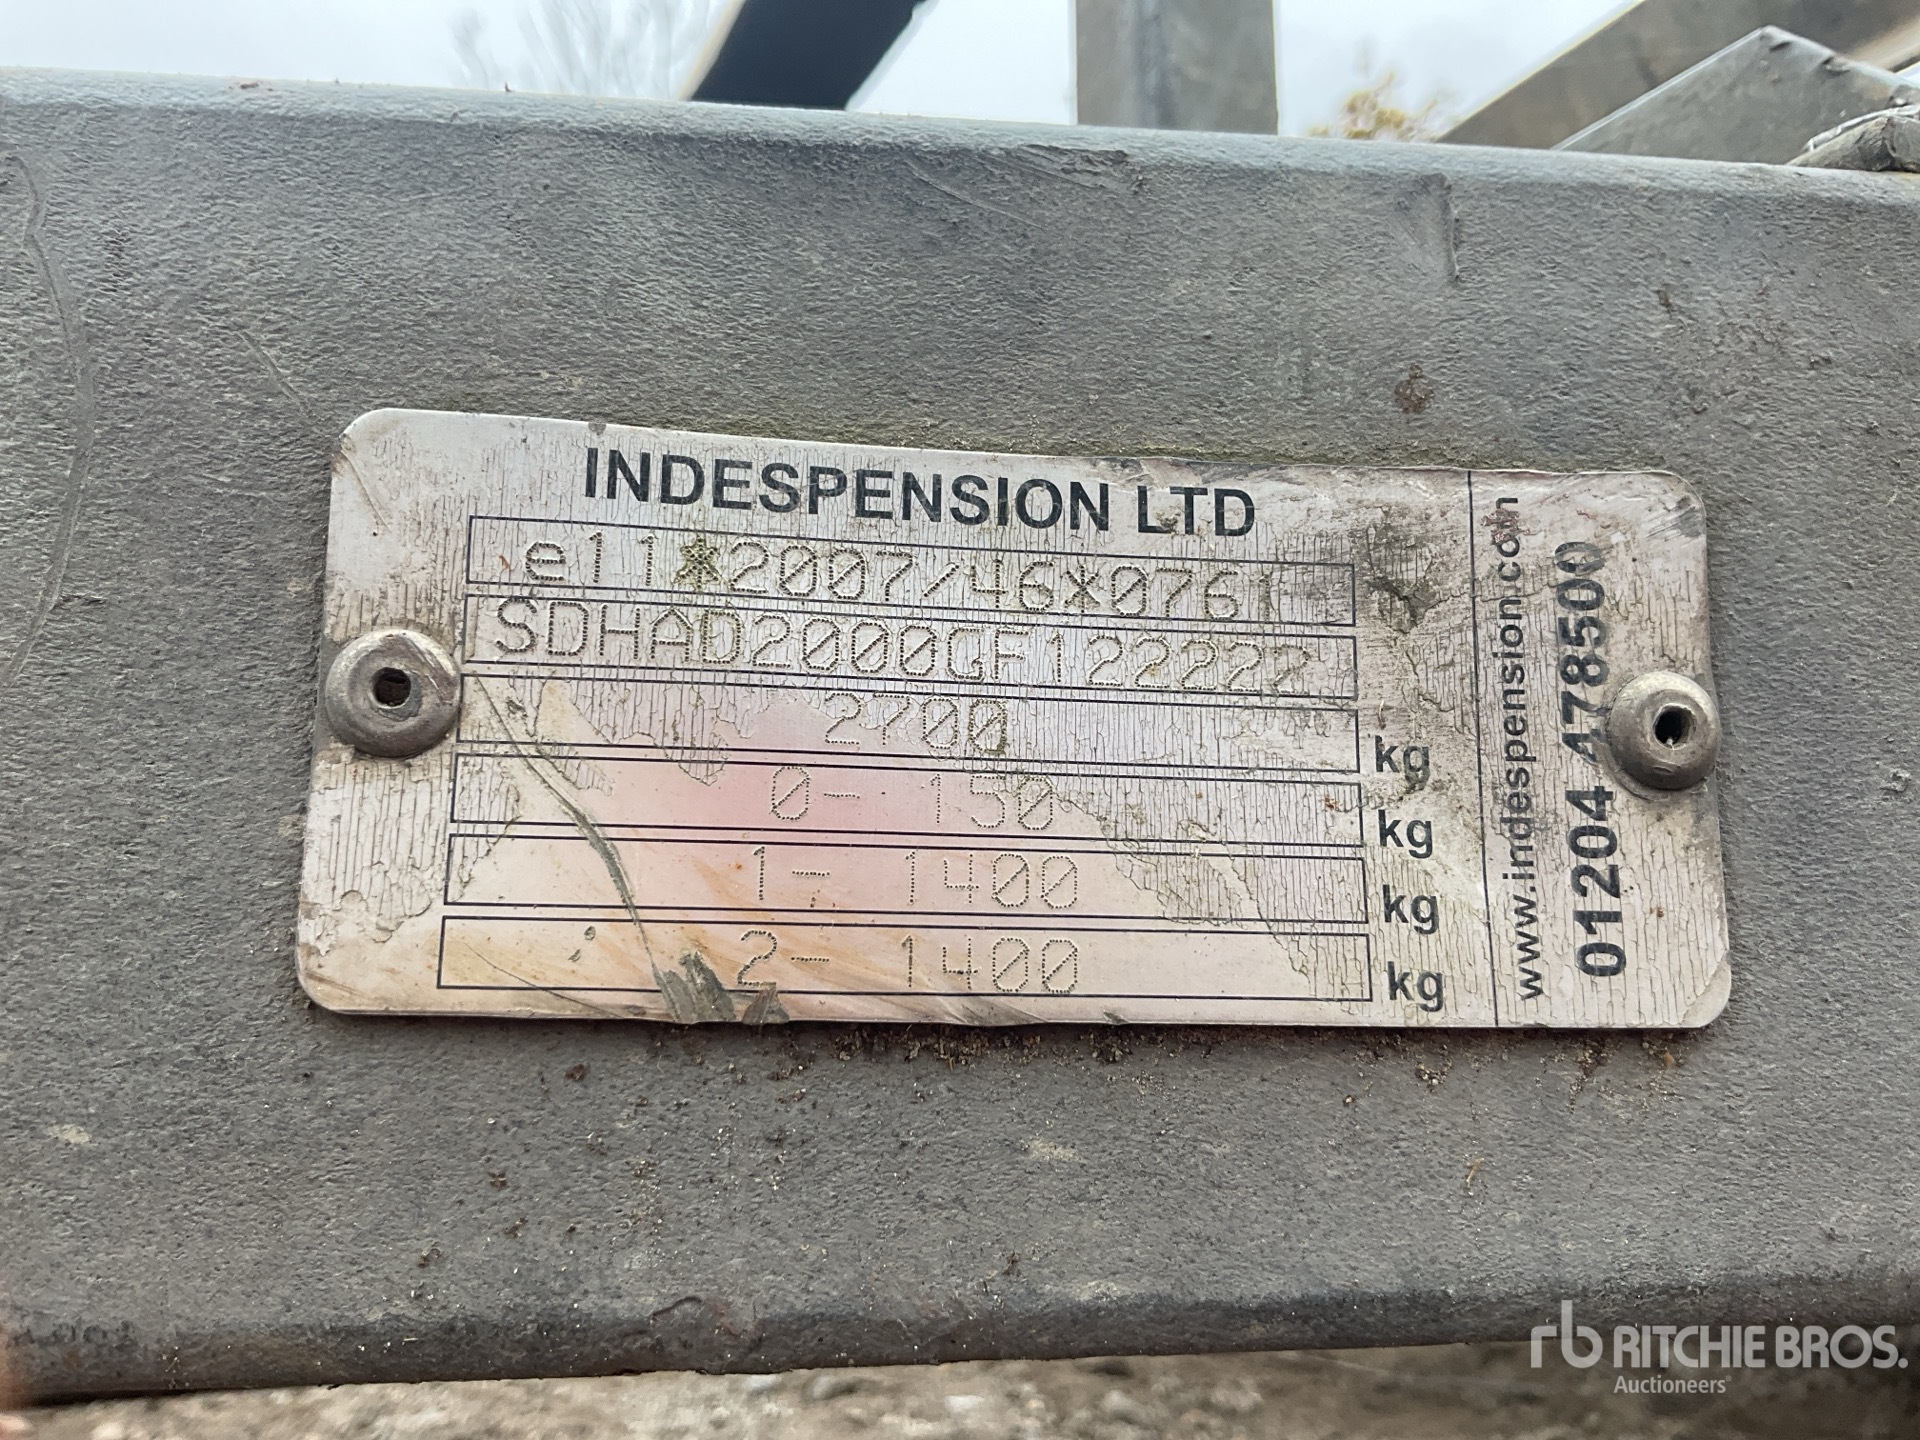 INDESPENSION LTD
e11*2007/46*0761
SDHAD2000GF122222
2700 kg
0- 150 kg
1- 1400 kg
2- 1400 kg
www.indespension.com
01204 478500
rb RITCHIE BROS.
Auctioneers